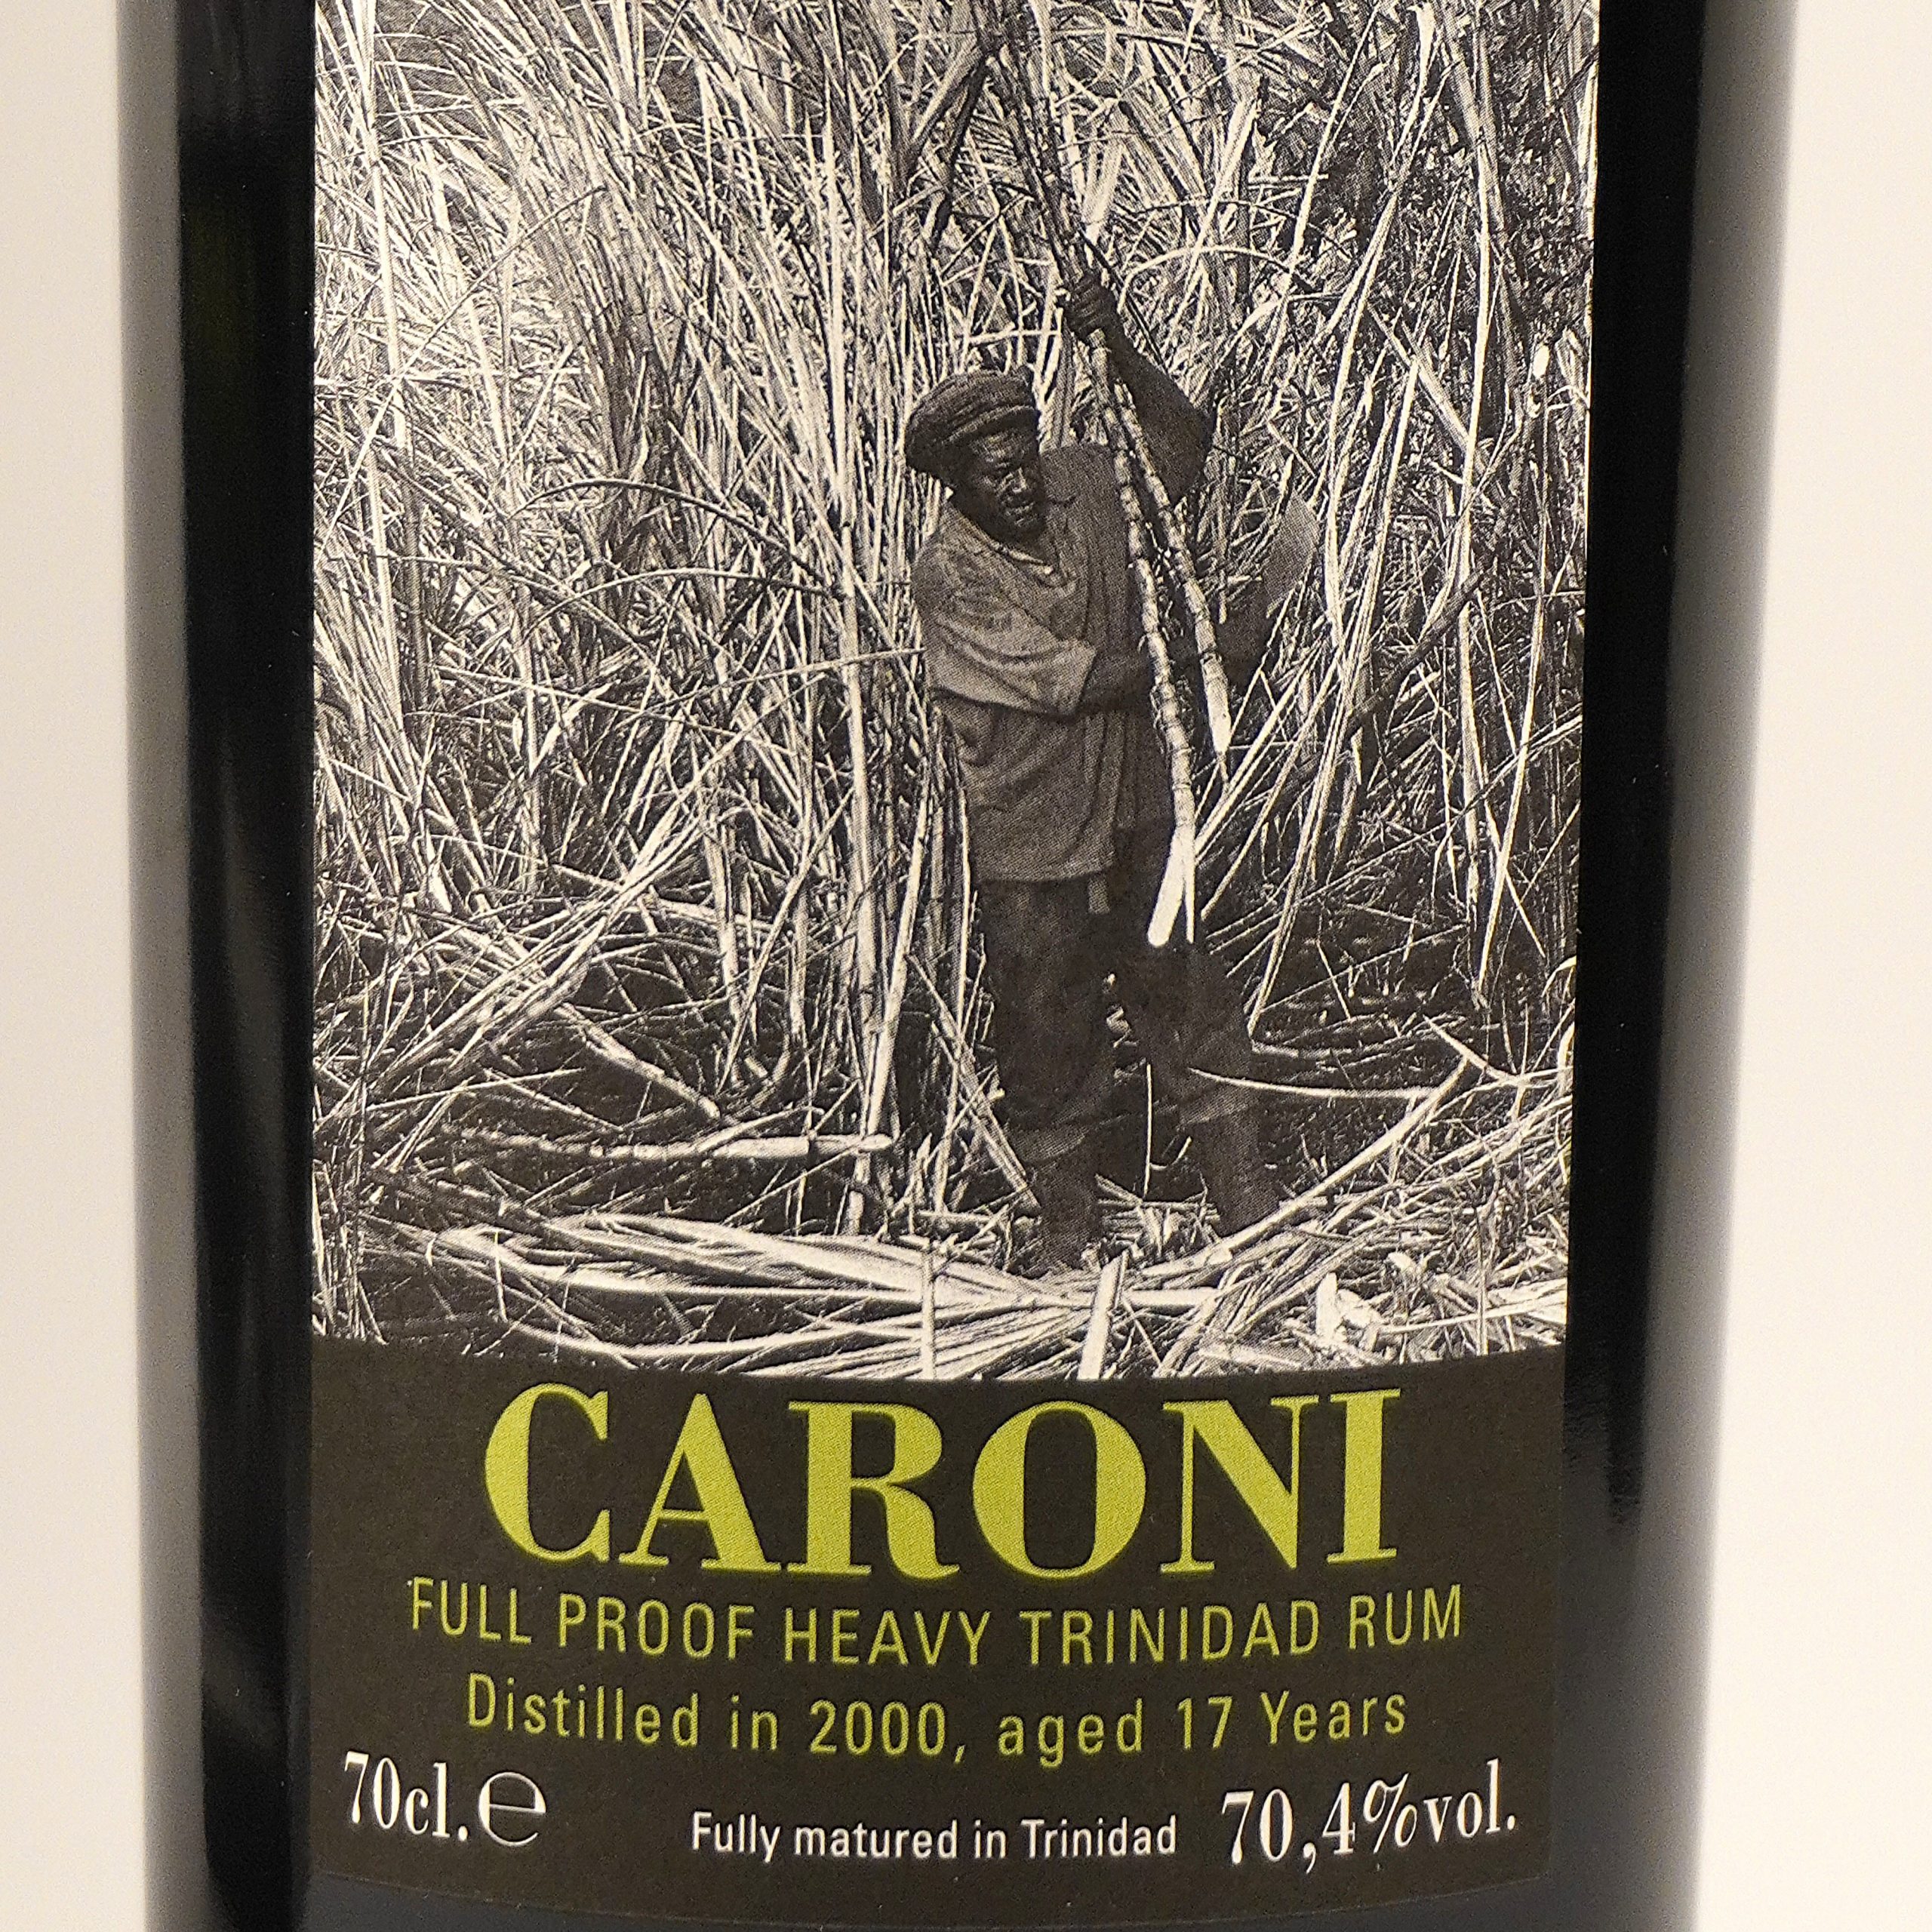 CARONI
FULL PROOF HEAVY TRINIDAD RUM
Distilled in 2000, aged 17 Years
70cl.℮ Fully matured in Trinidad 70,4%vol.